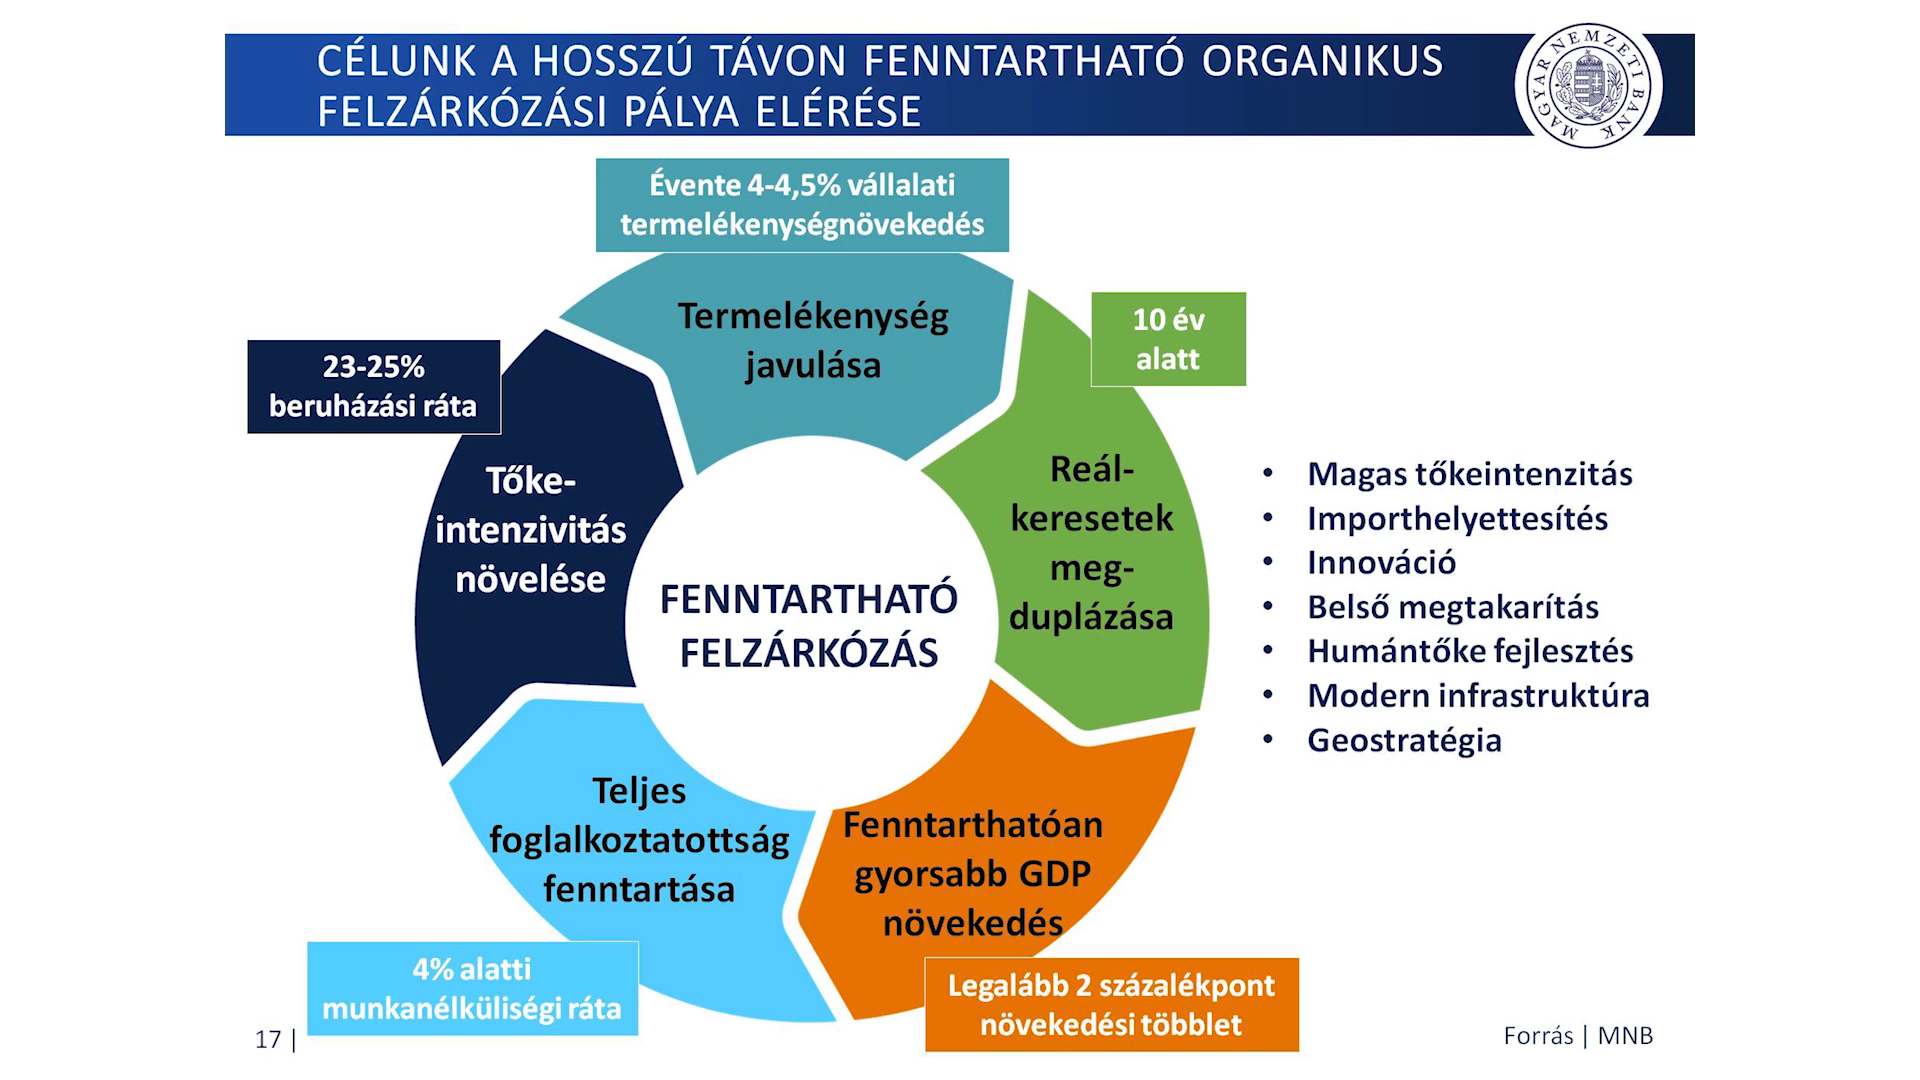 CÉLUNK A HOSSZÚ TÁVON FENNTARTHATÓ ORGANIKUS
FELZÁRKÓZÁSI PÁLYA ELÉRÉSE
MAGYAR NEMZETI BANK
Évente 4-4,5% vállalati
termelékenységnövekedés
Termelékenység
javulása
10 év
alatt
Reál-
keresetek
meg-
duplázása
23-25%
beruházási ráta
Tőke-
intenzivitás
növelése
FENNTARTHATÓ
FELZÁRKÓZÁS
Teljes
foglalkoztatottság
fenntartása
4% alatti
munkanélküliségi ráta
Fenntarthatóan
gyorsabb GDP
növekedés
Legalább 2 százalékpont
növekedési többlet
• Magas tőkeintenzitás
• Importhelyettesítés
• Innováció
• Belső megtakarítás
• Humántőke fejlesztés
• Modern infrastruktúra
• Geostratégia
17 |
Forrás | MNB